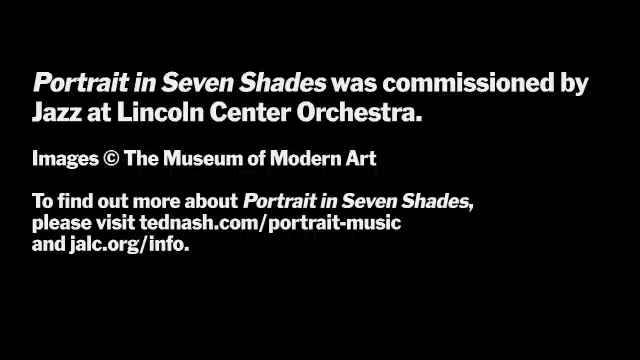 Portrait in Seven Shades was commissioned by
Jazz at Lincoln Center Orchestra.
Images © The Museum of Modern Art
To find out more about Portrait in Seven Shades,
please visit tednash.com/portrait-music
and jalc.org/info.